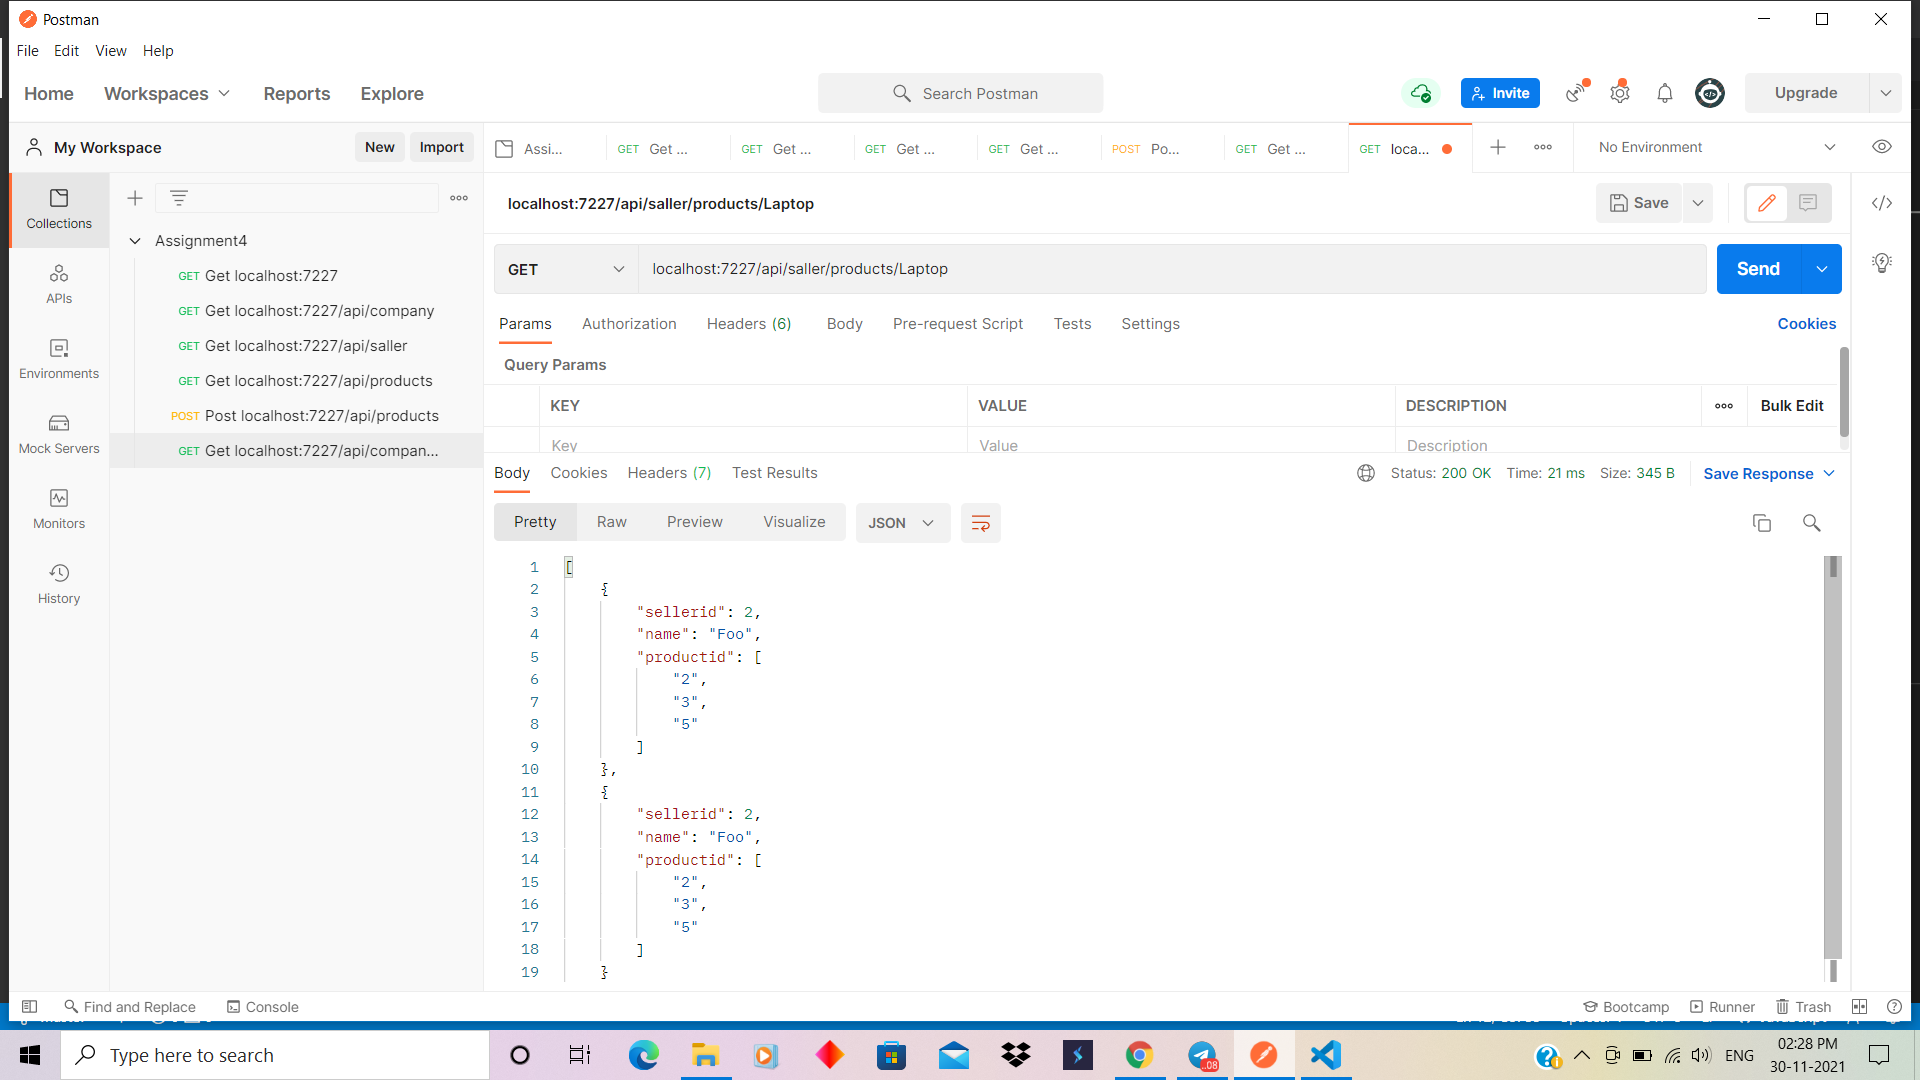 Postman
File Edit View Help
Home Workspaces Reports Explore
Search Postman
Invite
Upgrade
My Workspace
New Import
Assi...
GET Get ...
GET Get ...
GET Get ...
GET Get ...
POST Po...
GET Get ...
GET loca...
No Environment
Collections
APIs
Environments
Mock Servers
Monitors
History
Assignment4
GET Get localhost:7227
GET Get localhost:7227/api/company
GET Get localhost:7227/api/saller
GET Get localhost:7227/api/products
POST Post localhost:7227/api/products
GET Get localhost:7227/api/compan...
localhost:7227/api/saller/products/Laptop
Save
GET localhost:7227/api/saller/products/Laptop
Send
Params Authorization Headers (6) Body Pre-request Script Tests Settings
Cookies
Query Params
KEY VALUE DESCRIPTION Bulk Edit
Key Value Description
Body Cookies Headers (7) Test Results
Status: 200 OK Time: 21 ms Size: 345 B Save Response
Pretty Raw Preview Visualize JSON
1 [
2 {
3 "sellerid": 2,
4 "name": "Foo",
5 "productid": [
6 "2",
7 "3",
8 "5"
9 ]
10 },
11 {
12 "sellerid": 2,
13 "name": "Foo",
14 "productid": [
15 "2",
16 "3",
17 "5"
18 ]
19 }
Find and Replace Console
Bootcamp Runner Trash
Type here to search
..08
ENG
02:28 PM
30-11-2021